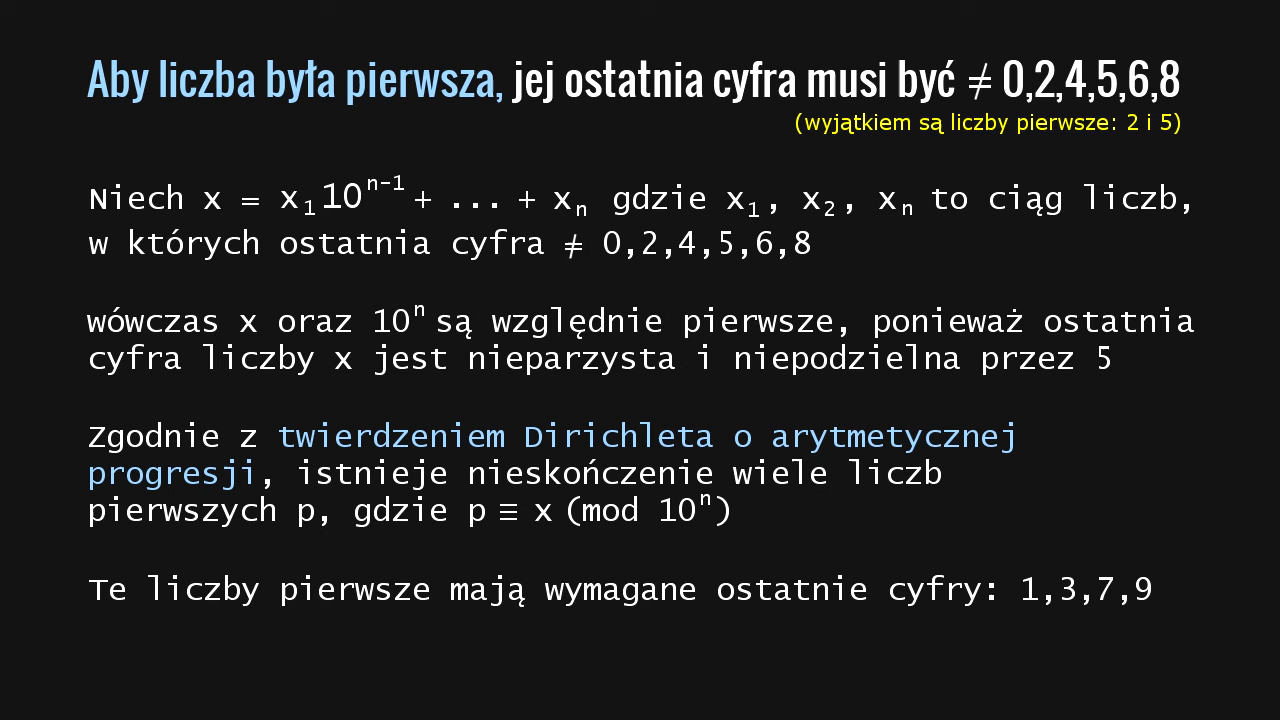 Aby liczba była pierwsza, jej ostatnia cyfra musi być ≠ 0,2,4,5,6,8
(wyjątkiem są liczby pierwsze: 2 i 5)
Niech x = x₁10ⁿ⁻¹ + ... + xₙ gdzie x₁, x₂, xₙ to ciąg liczb,
w których ostatnia cyfra ≠ 0,2,4,5,6,8
wówczas x oraz 10ⁿ są względnie pierwsze, ponieważ ostatnia
cyfra liczby x jest nieparzysta i niepodzielna przez 5
Zgodnie z twierdzeniem Dirichleta o arytmetycznej
progresji, istnieje nieskończenie wiele liczb
pierwszych p, gdzie p ≡ x (mod 10ⁿ)
Te liczby pierwsze mają wymagane ostatnie cyfry: 1,3,7,9